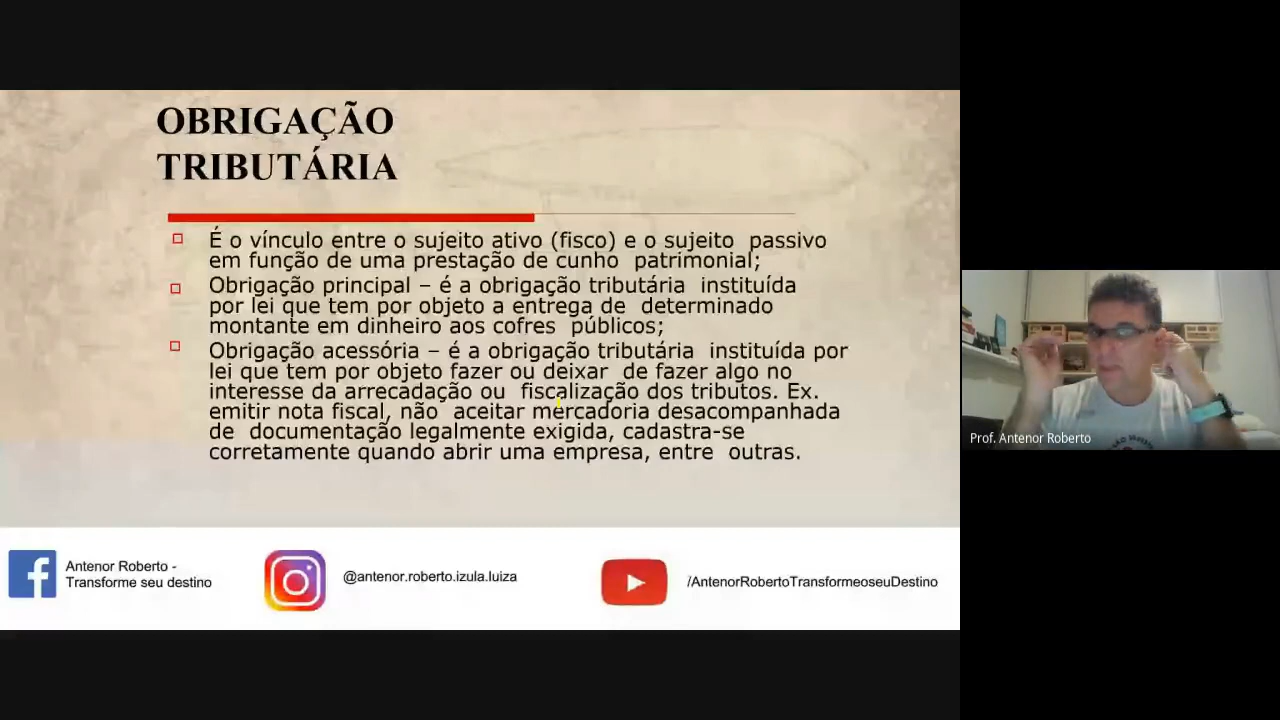 OBRIGAÇÃO
TRIBUTÁRIA
É o vínculo entre o sujeito ativo (fisco) e o sujeito passivo
em função de uma prestação de cunho patrimonial;
Obrigação principal – é a obrigação tributária instituída
por lei que tem por objeto a entrega de determinado
montante em dinheiro aos cofres públicos;
Obrigação acessória – é a obrigação tributária instituída por
lei que tem por objeto fazer ou deixar de fazer algo no
interesse da arrecadação ou fiscalização dos tributos. Ex.
emitir nota fiscal, não aceitar mercadoria desacompanhada
de documentação legalmente exigida, cadastra-se
corretamente quando abrir uma empresa, entre outras.
Antenor Roberto -
Transforme seu destino
@antenor.roberto.izula.luiza
/AntenorRobertoTransformeoseuDestino
Prof. Antenor Roberto